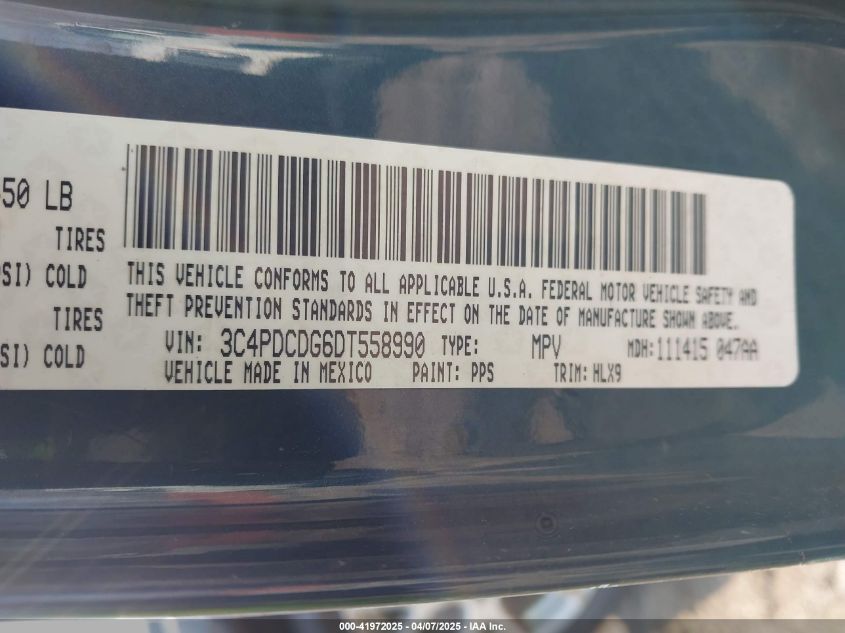 50 LB
TIRES
SI) COLD
TIRES
SI) COLD
THIS VEHICLE CONFORMS TO ALL APPLICABLE U.S.A. FEDERAL MOTOR VEHICLE SAFETY AND
THEFT PREVENTION STANDARDS IN EFFECT ON THE DATE OF MANUFACTURE SHOWN ABOVE.
VIN: 3C4PDCDG6DT558990 TYPE: MPV MDH:111415 047AA
VEHICLE MADE IN MEXICO PAINT: PPS TRIM: HLX9
000-41972025 | 04/07/2025 | IAA Inc.